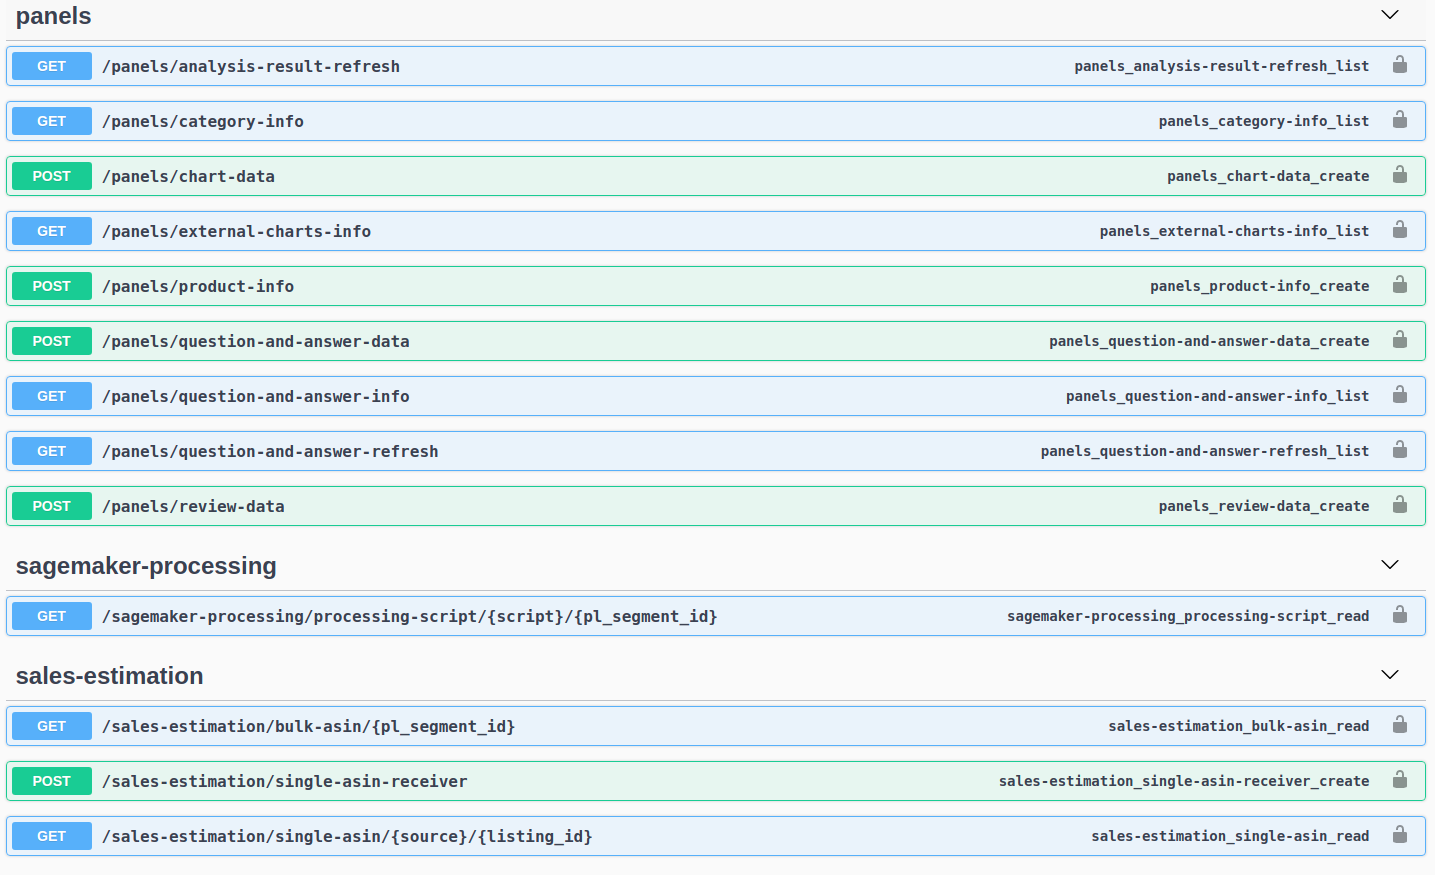 panels
GET /panels/analysis-result-refresh panels_analysis-result-refresh_list
GET /panels/category-info panels_category-info_list
POST /panels/chart-data panels_chart-data_create
GET /panels/external-charts-info panels_external-charts-info_list
POST /panels/product-info panels_product-info_create
POST /panels/question-and-answer-data panels_question-and-answer-data_create
GET /panels/question-and-answer-info panels_question-and-answer-info_list
GET /panels/question-and-answer-refresh panels_question-and-answer-refresh_list
POST /panels/review-data panels_review-data_create
sagemaker-processing
GET /sagemaker-processing/processing-script/{script}/{pl_segment_id} sagemaker-processing_processing-script_read
sales-estimation
GET /sales-estimation/bulk-asin/{pl_segment_id} sales-estimation_bulk-asin_read
POST /sales-estimation/single-asin-receiver sales-estimation_single-asin-receiver_create
GET /sales-estimation/single-asin/{source}/{listing_id} sales-estimation_single-asin_read